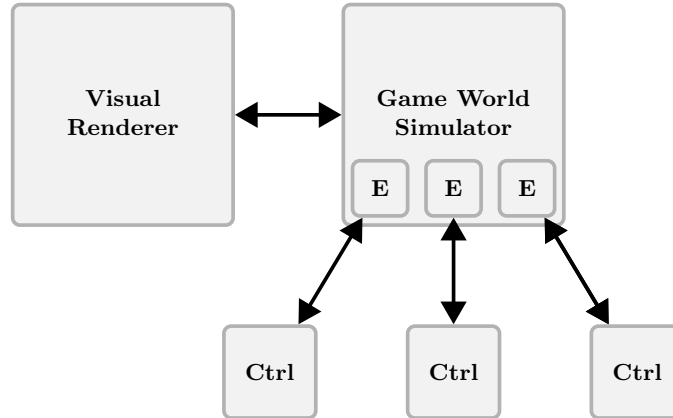 Visual
Renderer
Game World
Simulator
E
E
E
Ctrl
Ctrl
Ctrl